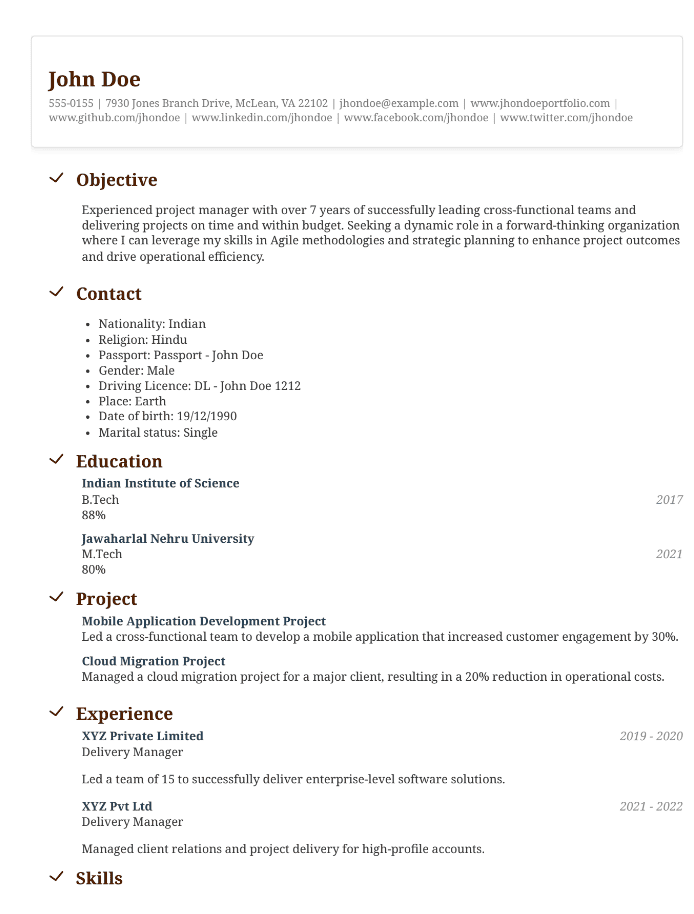 John Doe
555-0155 | 7930 Jones Branch Drive, McLean, VA 22102 | jhondoe@example.com | www.jhondoeportfolio.com |
www.github.com/jhondoe | www.linkedin.com/jhondoe | www.facebook.com/jhondoe | www.twitter.com/jhondoe
Objective
Experienced project manager with over 7 years of successfully leading cross-functional teams and
delivering projects on time and within budget. Seeking a dynamic role in a forward-thinking organization
where I can leverage my skills in Agile methodologies and strategic planning to enhance project outcomes
and drive operational efficiency.
Contact
• Nationality: Indian
• Religion: Hindu
• Passport: Passport - John Doe
• Gender: Male
• Driving Licence: DL - John Doe 1212
• Place: Earth
• Date of birth: 19/12/1990
• Marital status: Single
Education
Indian Institute of Science
B.Tech 2017
88%
Jawaharlal Nehru University
M.Tech 2021
80%
Project
Mobile Application Development Project
Led a cross-functional team to develop a mobile application that increased customer engagement by 30%.
Cloud Migration Project
Managed a cloud migration project for a major client, resulting in a 20% reduction in operational costs.
Experience
XYZ Private Limited 2019 - 2020
Delivery Manager
Led a team of 15 to successfully deliver enterprise-level software solutions.
XYZ Pvt Ltd 2021 - 2022
Delivery Manager
Managed client relations and project delivery for high-profile accounts.
Skills